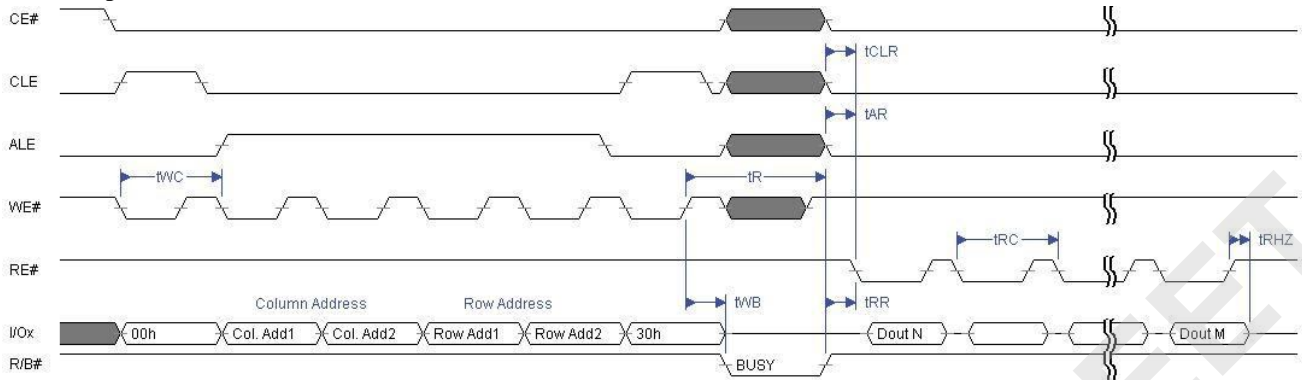 CE#
tCLR
CLE
tAR
ALE
tWC tR
WE#
tRC tRHZ
RE#
Column Address Row Address tWB tRR
I/Ox 00h Col. Add1 Col. Add2 Row Add1 Row Add2 30h Dout N Dout M
R/B# BUSY